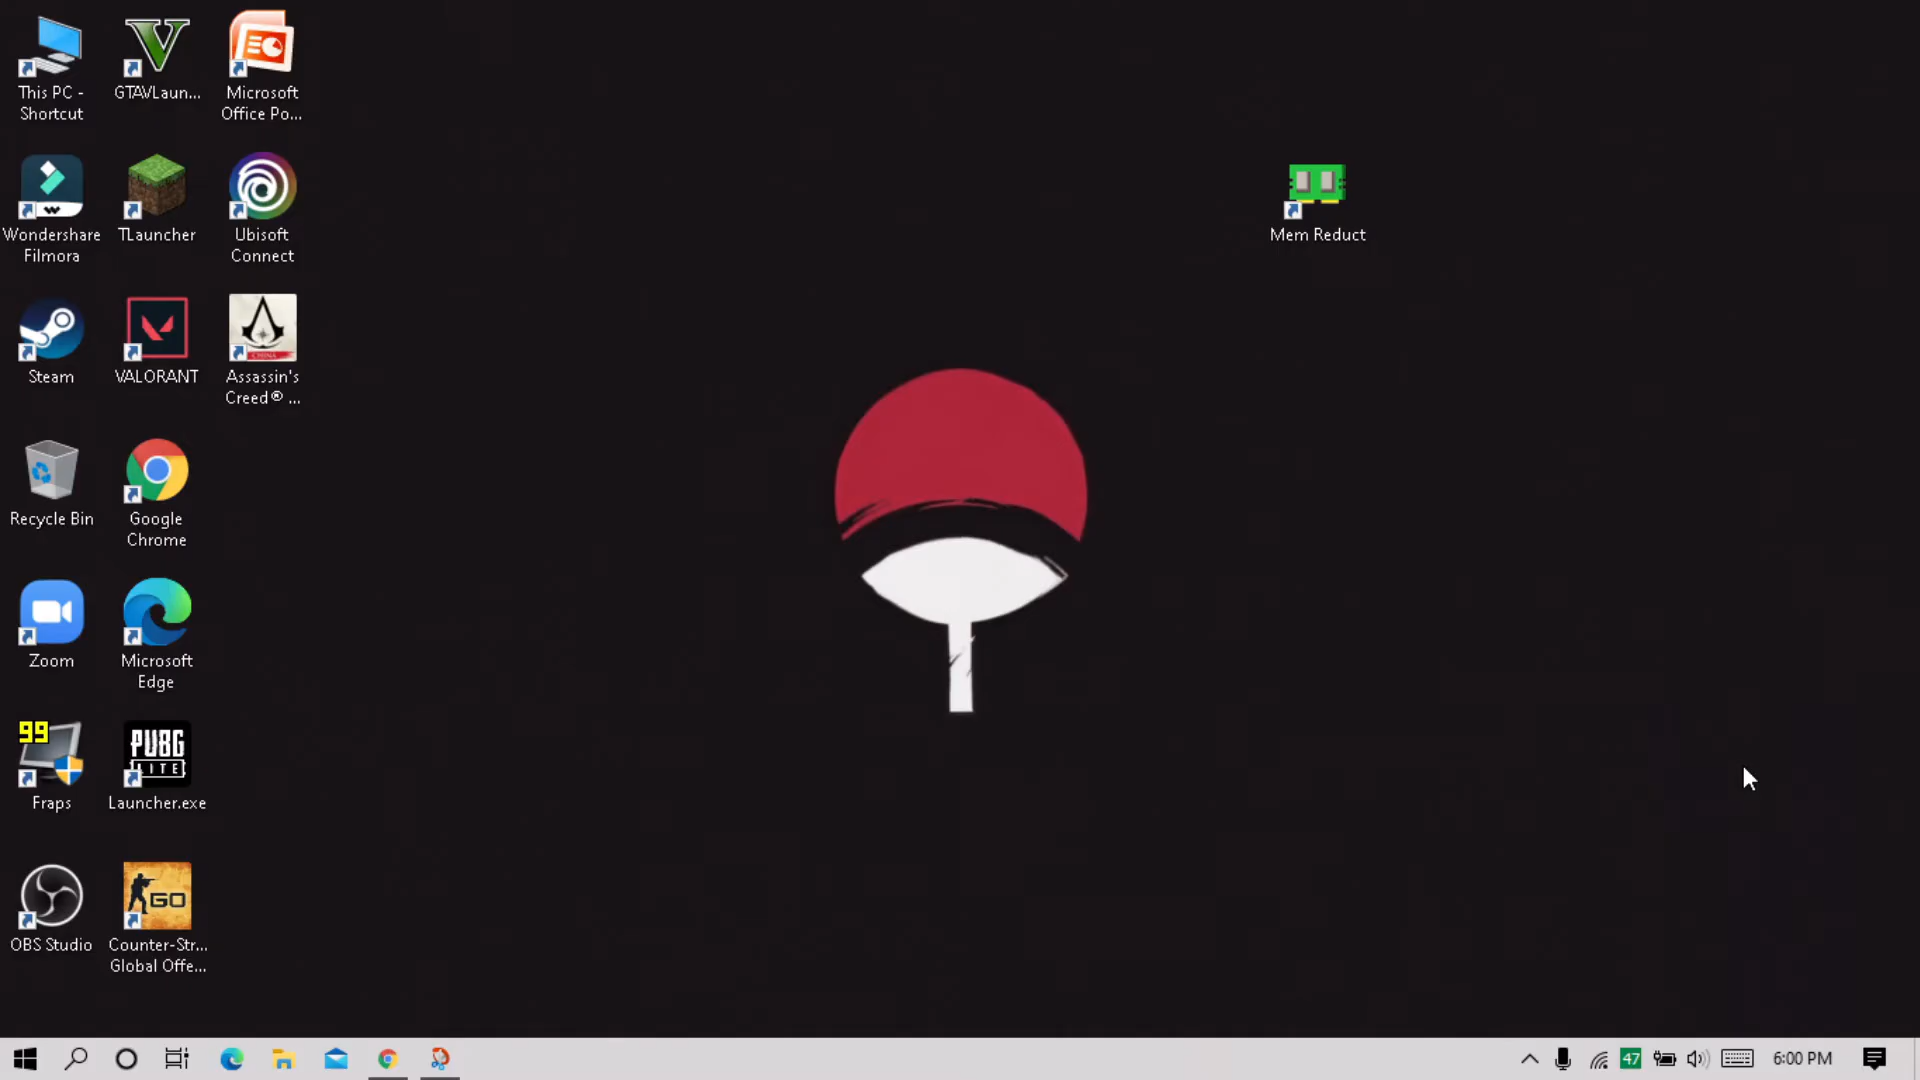 This PC -
Shortcut
GTAVLaun...
Microsoft
Office Po...
Wondershare
Filmora
TLauncher
Ubisoft
Connect
Mem Reduct
Steam
VALORANT
CHINA
Assassin's
Creed® ...
Recycle Bin
Google
Chrome
Zoom
Microsoft
Edge
99
Fraps
PUBG
LITE
Launcher.exe
OBS Studio
GO
Counter-Str...
Global Offe...
47
6:00 PM